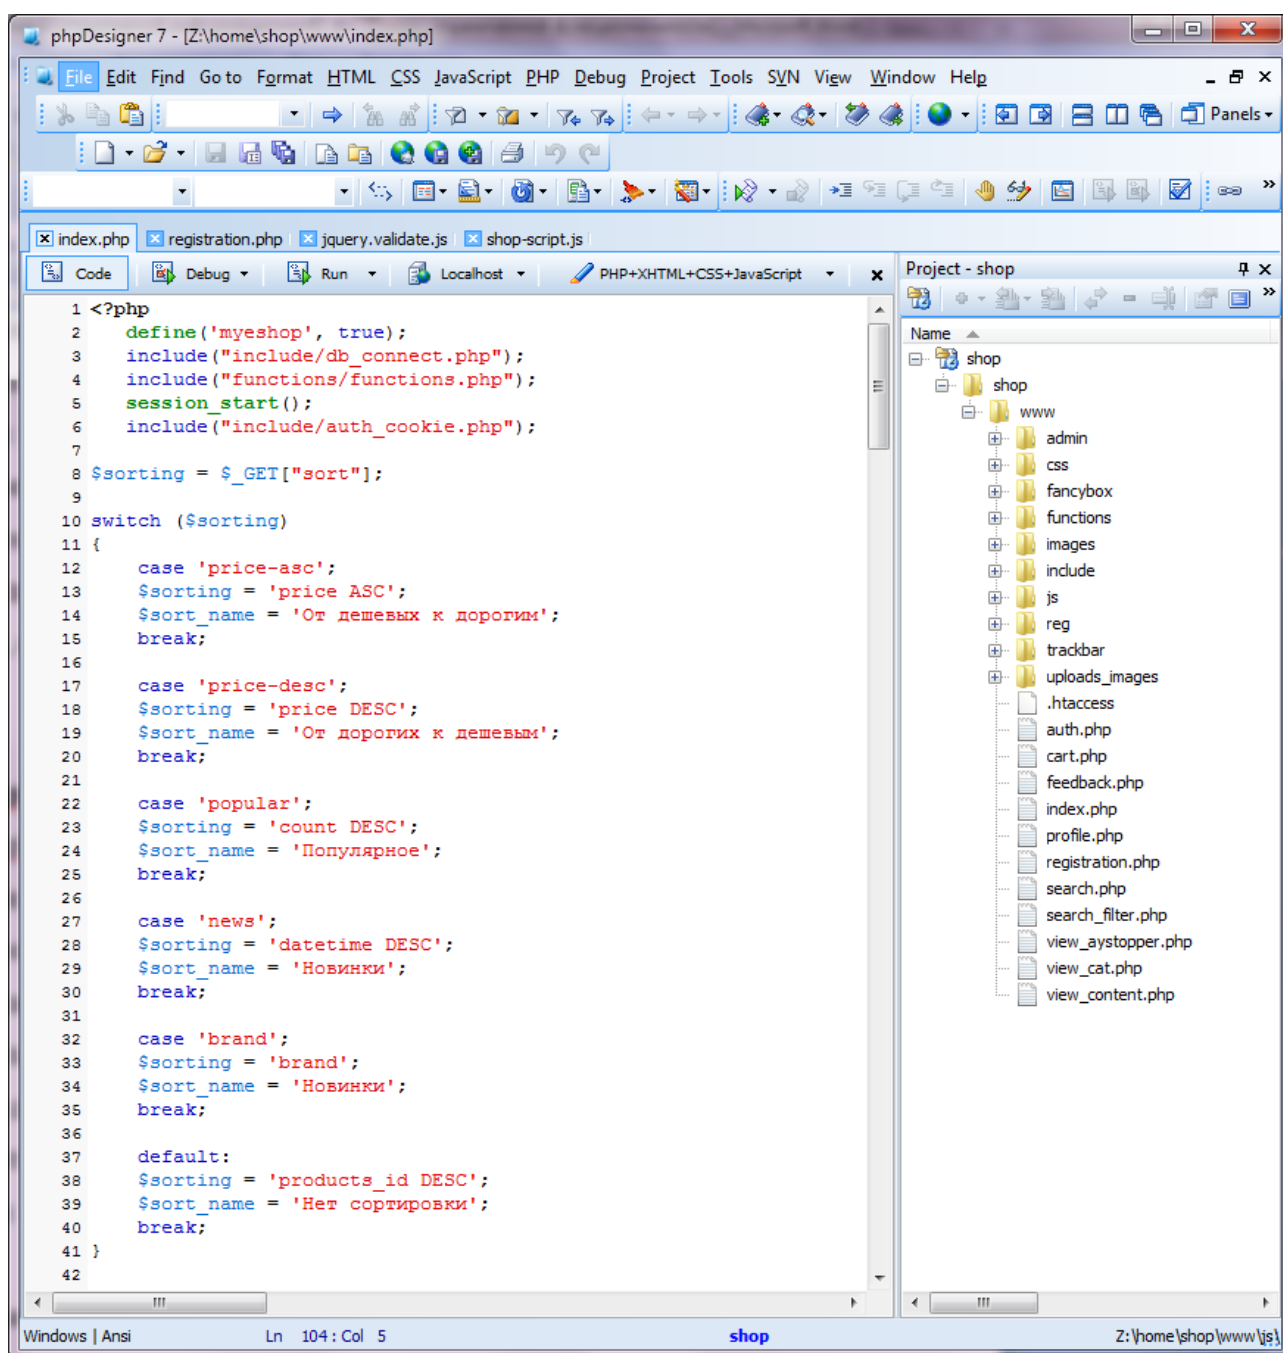 phpDesigner 7 - [Z:\home\shop\www\index.php]
File Edit Find Go to Format HTML CSS JavaScript PHP Debug Project Tools SVN View Window Help
Panels
index.php registration.php jquery.validate.js shop-script.js
Code Debug Run Localhost PHP+XHTML+CSS+JavaScript
1 <?php
2 define('myeshop', true);
3 include("include/db_connect.php");
4 include("functions/functions.php");
5 session_start();
6 include("include/auth_cookie.php");
7
8 $sorting = $_GET["sort"];
9
10 switch ($sorting)
11 {
12 case 'price-asc';
13 $sorting = 'price ASC';
14 $sort_name = 'От дешевых к дорогим';
15 break;
16
17 case 'price-desc';
18 $sorting = 'price DESC';
19 $sort_name = 'От дорогих к дешевым';
20 break;
21
22 case 'popular';
23 $sorting = 'count DESC';
24 $sort_name = 'Популярное';
25 break;
26
27 case 'news';
28 $sorting = 'datetime DESC';
29 $sort_name = 'Новинки';
30 break;
31
32 case 'brand';
33 $sorting = 'brand';
34 $sort_name = 'Новинки';
35 break;
36
37 default:
38 $sorting = 'products_id DESC';
39 $sort_name = 'Нет сортировки';
40 break;
41 }
42
Project - shop
Name
shop
shop
www
admin
css
fancybox
functions
images
include
js
reg
trackbar
uploads_images
.htaccess
auth.php
cart.php
feedback.php
index.php
profile.php
registration.php
search.php
search_filter.php
view_aystopper.php
view_cat.php
view_content.php
Windows | Ansi Ln 104 : Col 5 shop Z:\home\shop\www\js\